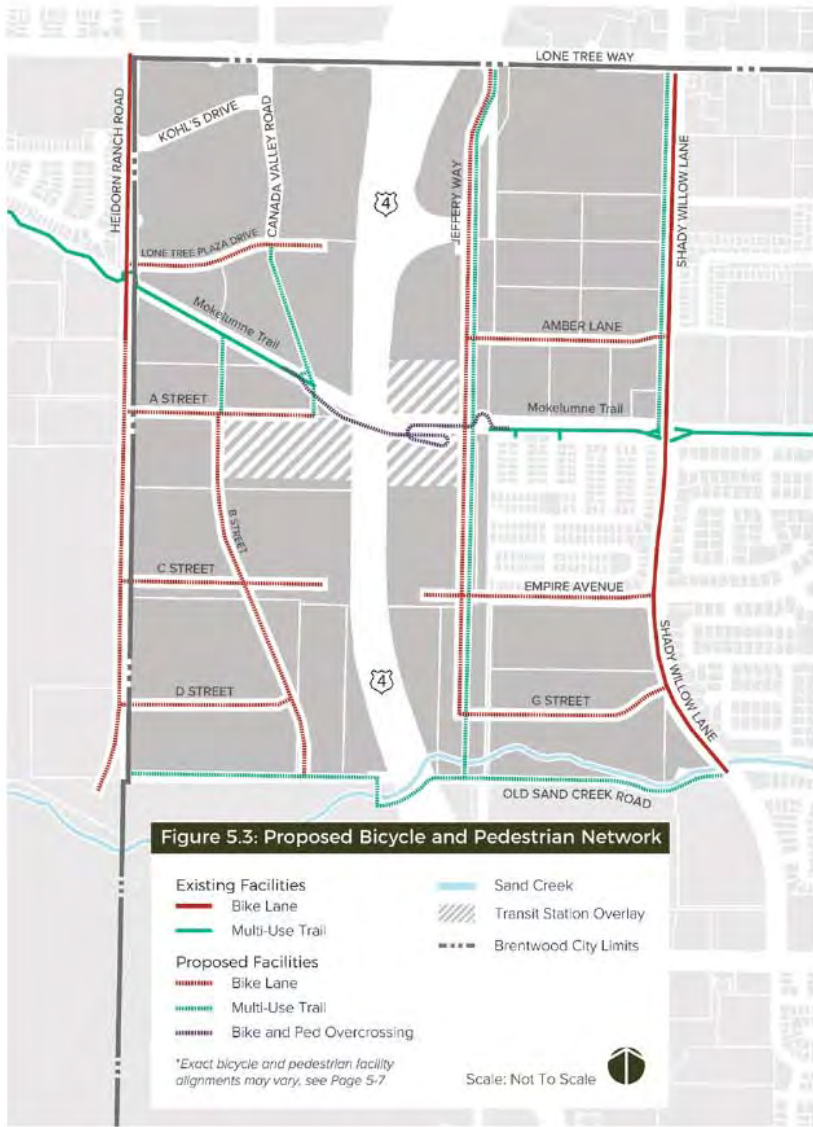 LONE TREE WAY
HEIDORN RANCH ROAD
KOHL'S DRIVE
CANADA VALLEY ROAD
4
JEFFERY WAY
SHADY WILLOW LANE
LONE TREE PLAZA DRIVE
Mokelumne Trail
AMBER LANE
A STREET
Mokelumne Trail
B STREET
C STREET
EMPIRE AVENUE
SHADY WILLOW LANE
4
D STREET
G STREET
OLD SAND CREEK ROAD
Figure 5.3: Proposed Bicycle and Pedestrian Network
Existing Facilities
Bike Lane
Multi-Use Trail
Proposed Facilities
Bike Lane
Multi-Use Trail
Bike and Ped Overcrossing
*Exact bicycle and pedestrian facility
alignments may vary, see Page 5-7
Sand Creek
Transit Station Overlay
Brentwood City Limits
Scale: Not To Scale